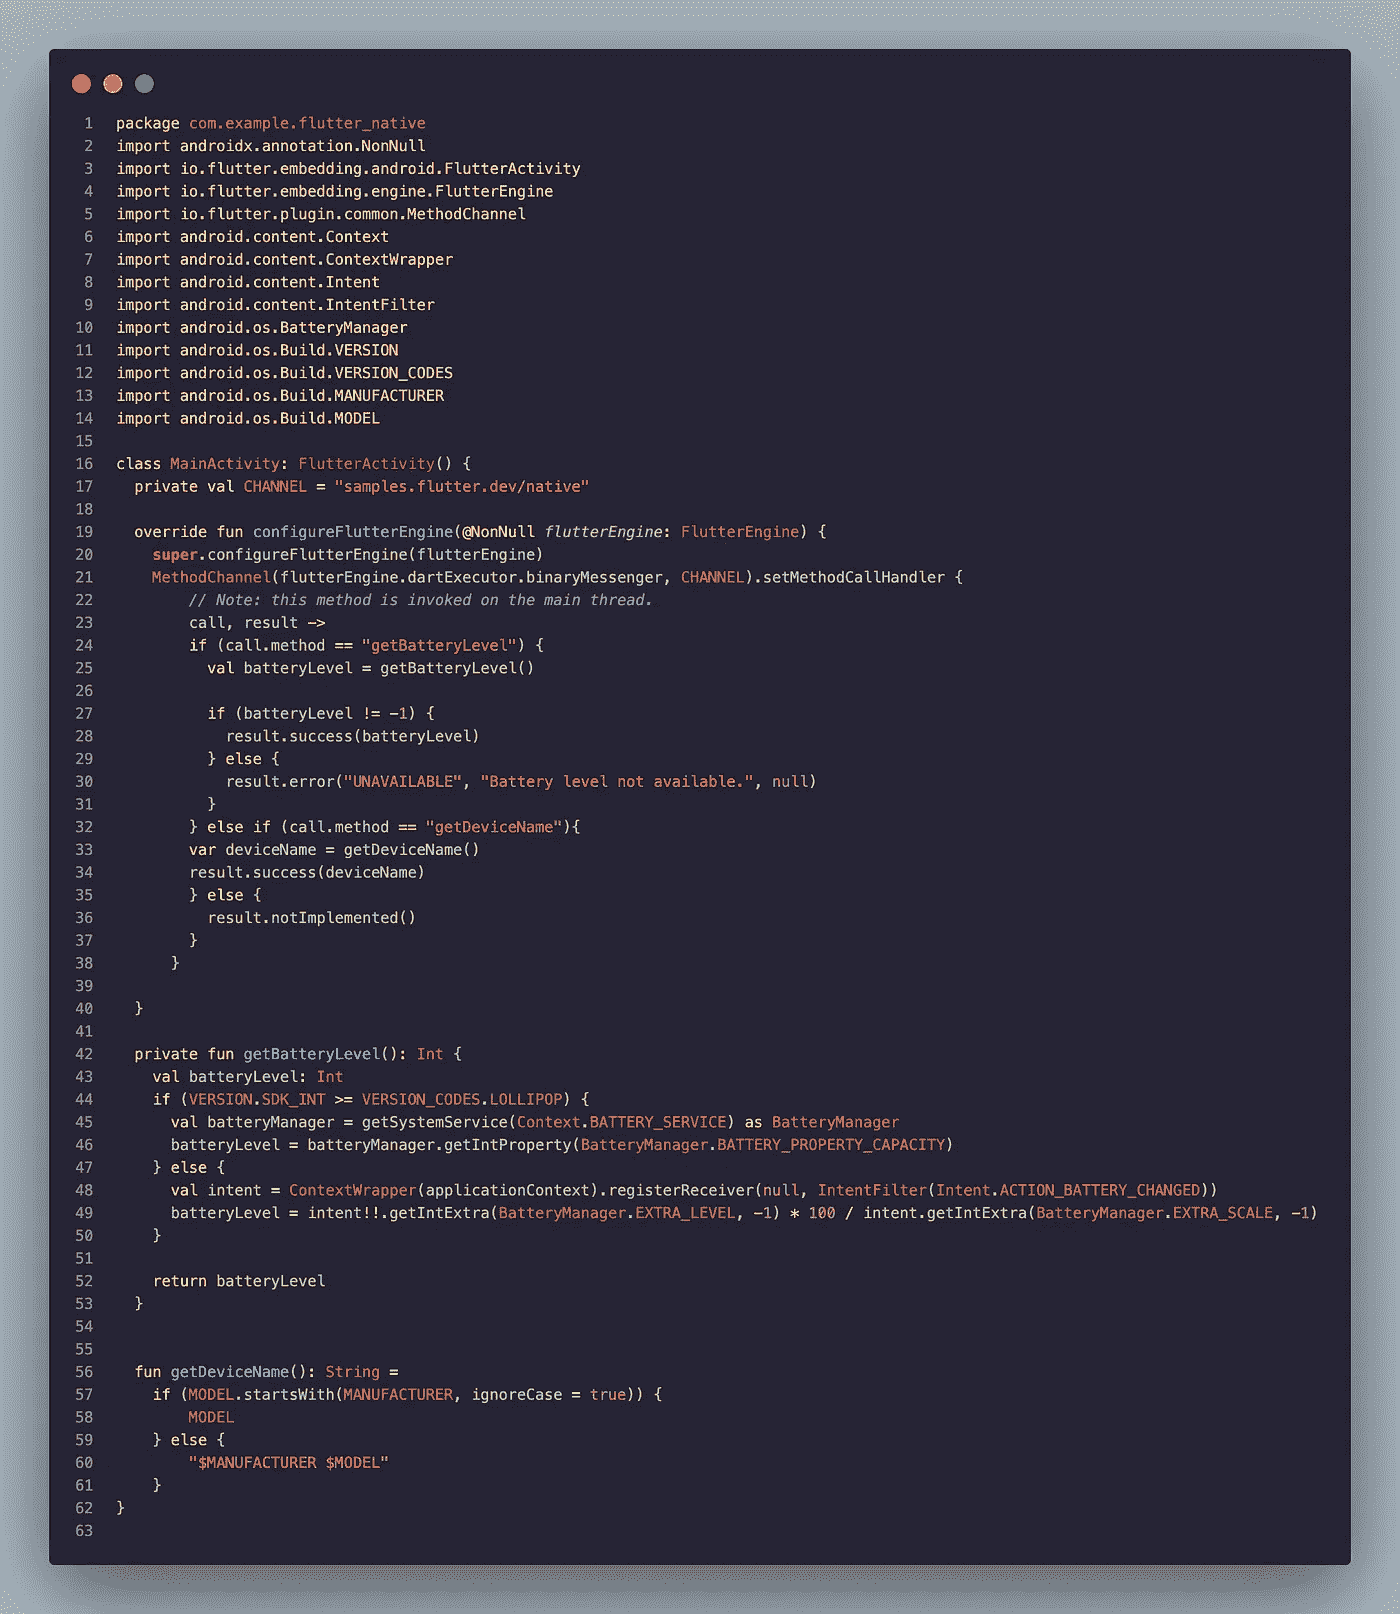 1 package com.example.flutter_native
2 import androidx.annotation.NonNull
3 import io.flutter.embedding.android.FlutterActivity
4 import io.flutter.embedding.engine.FlutterEngine
5 import io.flutter.plugin.common.MethodChannel
6 import android.content.Context
7 import android.content.ContextWrapper
8 import android.content.Intent
9 import android.content.IntentFilter
10 import android.os.BatteryManager
11 import android.os.Build.VERSION
12 import android.os.Build.VERSION_CODES
13 import android.os.Build.MANUFACTURER
14 import android.os.Build.MODEL
15
16 class MainActivity: FlutterActivity() {
17   private val CHANNEL = "samples.flutter.dev/native"
18
19   override fun configureFlutterEngine(@NonNull flutterEngine: FlutterEngine) {
20     super.configureFlutterEngine(flutterEngine)
21     MethodChannel(flutterEngine.dartExecutor.binaryMessenger, CHANNEL).setMethodCallHandler {
22         // Note: this method is invoked on the main thread.
23         call, result ->
24         if (call.method == "getBatteryLevel") {
25           val batteryLevel = getBatteryLevel()
26
27           if (batteryLevel != -1) {
28             result.success(batteryLevel)
29           } else {
30             result.error("UNAVAILABLE", "Battery level not available.", null)
31           }
32         } else if (call.method == "getDeviceName"){
33         var deviceName = getDeviceName()
34         result.success(deviceName)
35         } else {
36           result.notImplemented()
37         }
38       }
39
40   }
41
42   private fun getBatteryLevel(): Int {
43     val batteryLevel: Int
44     if (VERSION.SDK_INT >= VERSION_CODES.LOLLIPOP) {
45       val batteryManager = getSystemService(Context.BATTERY_SERVICE) as BatteryManager
46       batteryLevel = batteryManager.getIntProperty(BatteryManager.BATTERY_PROPERTY_CAPACITY)
47     } else {
48       val intent = ContextWrapper(applicationContext).registerReceiver(null, IntentFilter(Intent.ACTION_BATTERY_CHANGED))
49       batteryLevel = intent!!.getIntExtra(BatteryManager.EXTRA_LEVEL, -1) * 100 / intent.getIntExtra(BatteryManager.EXTRA_SCALE, -1)
50     }
51
52     return batteryLevel
53   }
54
55
56   fun getDeviceName(): String =
57     if (MODEL.startsWith(MANUFACTURER, ignoreCase = true)) {
58         MODEL
59     } else {
60         "$MANUFACTURER $MODEL"
61     }
62 }
63